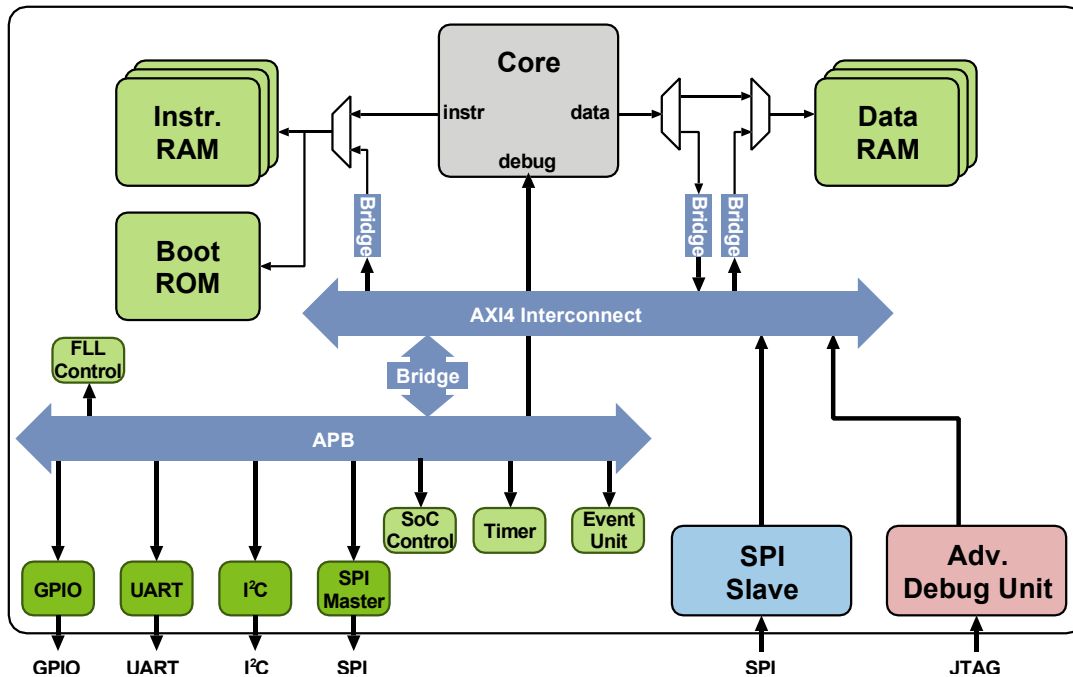 Core
instr
data
debug
Instr.
RAM
Data
RAM
Boot
ROM
Bridge
Bridge
Bridge
AXI4 Interconnect
FLL
Control
Bridge
APB
SoC
Control
Timer
Event
Unit
GPIO
UART
I²C
SPI
Master
SPI
Slave
Adv.
Debug Unit
GPIO
UART
I²C
SPI
SPI
JTAG